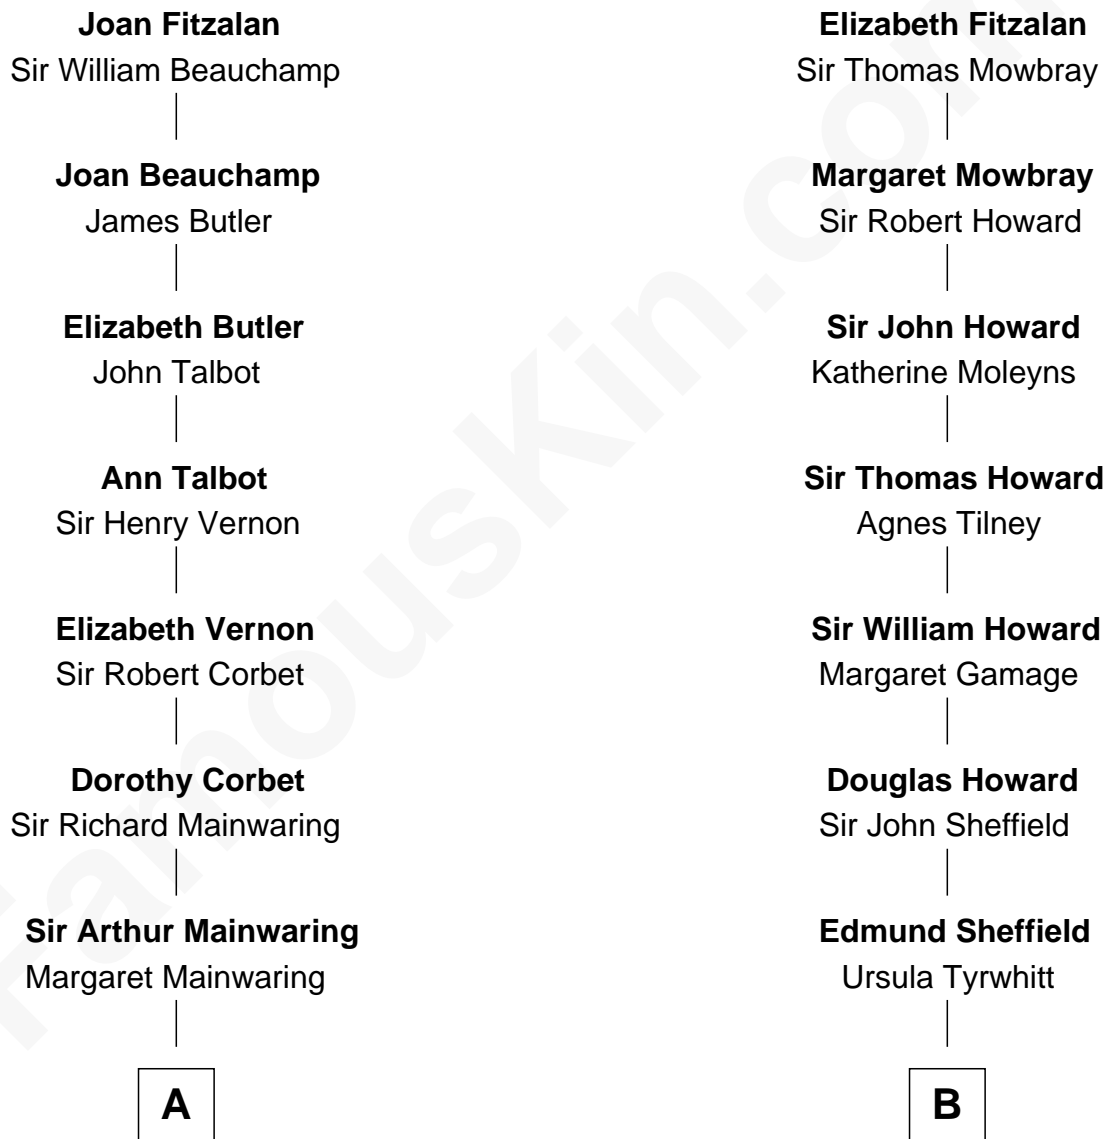 Joan Fitzalan
Sir William Beauchamp
Joan Beauchamp
James Butler
Elizabeth Butler
John Talbot
Ann Talbot
Sir Henry Vernon
Elizabeth Vernon
Sir Robert Corbet
Dorothy Corbet
Sir Richard Mainwaring
Sir Arthur Mainwaring
Margaret Mainwaring
A
Elizabeth Fitzalan
Sir Thomas Mowbray
Margaret Mowbray
Sir Robert Howard
Sir John Howard
Katherine Moleyns
Sir Thomas Howard
Agnes Tilney
Sir William Howard
Margaret Gamage
Douglas Howard
Sir John Sheffield
Edmund Sheffield
Ursula Tyrwhitt
B
FamousKin.com